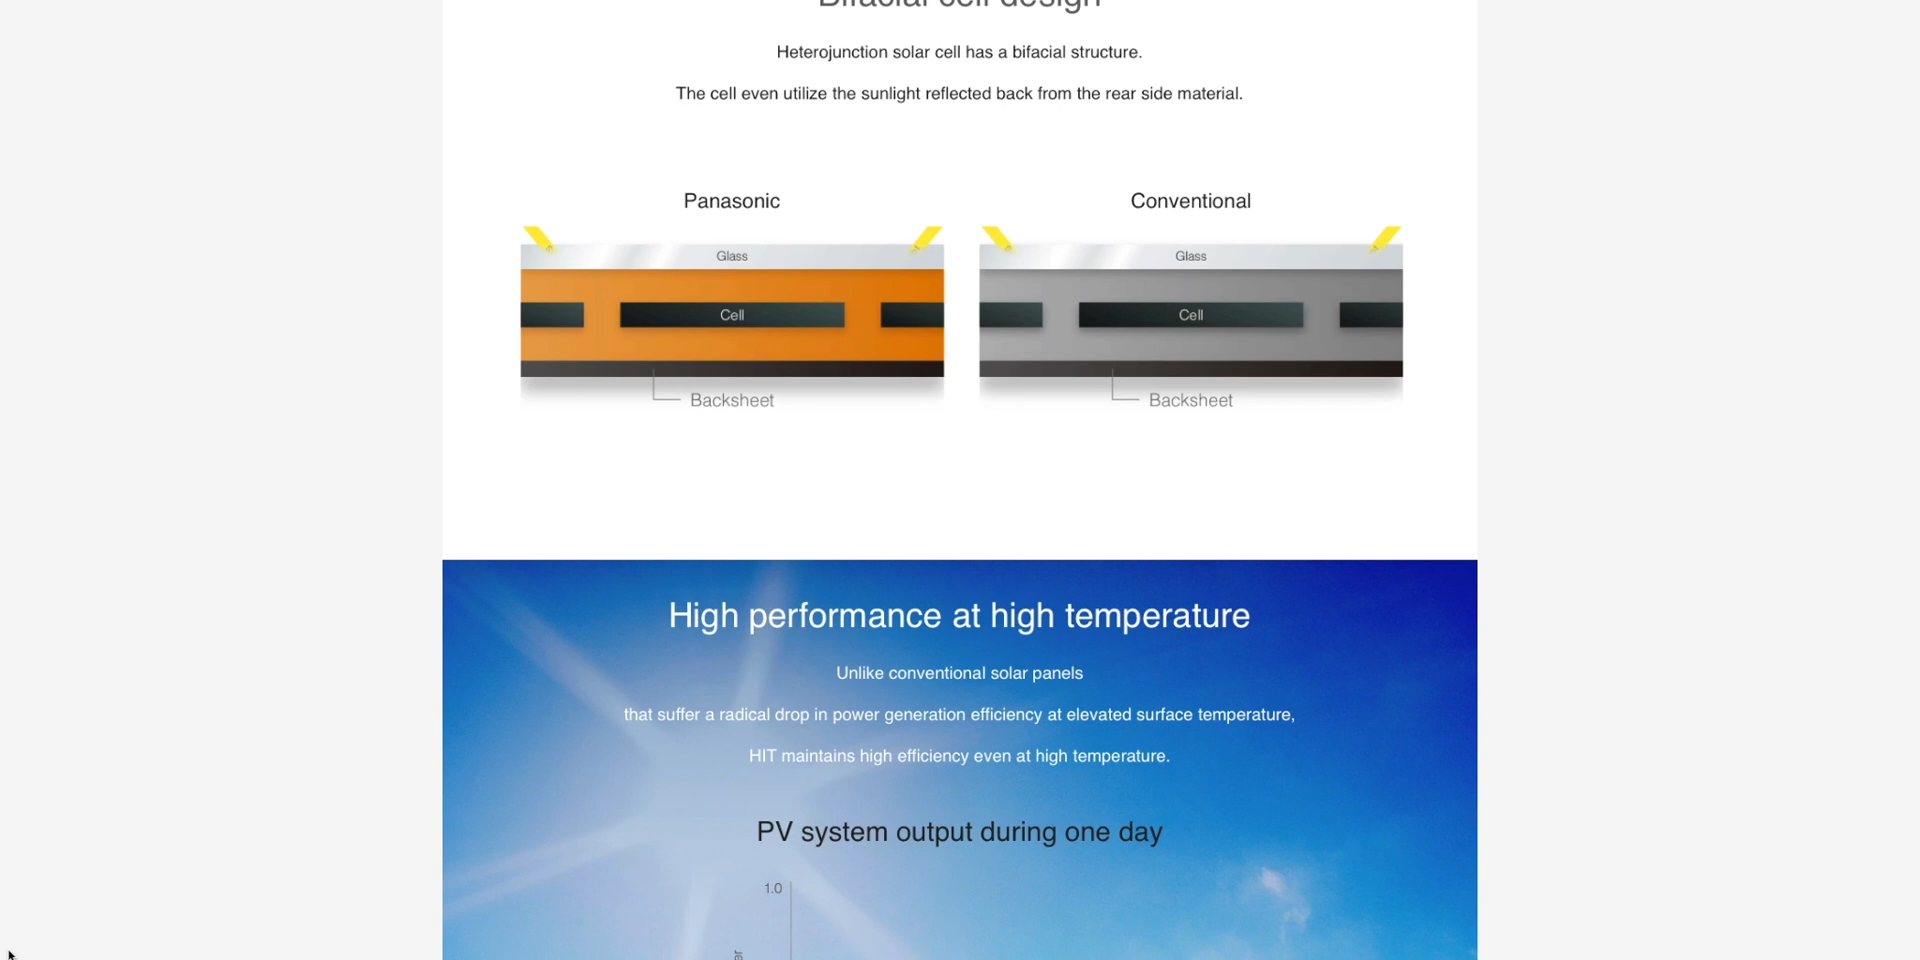 Bifacial cell design
Heterojunction solar cell has a bifacial structure.
The cell even utilize the sunlight reflected back from the rear side material.
Panasonic
Conventional
Glass
Glass
Cell
Cell
Backsheet
Backsheet
High performance at high temperature
Unlike conventional solar panels
that suffer a radical drop in power generation efficiency at elevated surface temperature,
HIT maintains high efficiency even at high temperature.
PV system output during one day
1.0